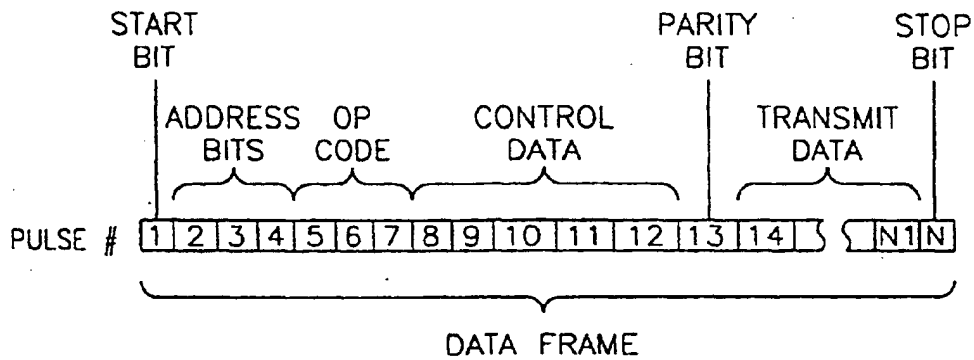 START BIT
PARITY BIT
STOP BIT
ADDRESS BITS
OP CODE
CONTROL DATA
TRANSMIT DATA
PULSE # 1 2 3 4 5 6 7 8 9 10 11 12 13 14 N1 N
DATA FRAME